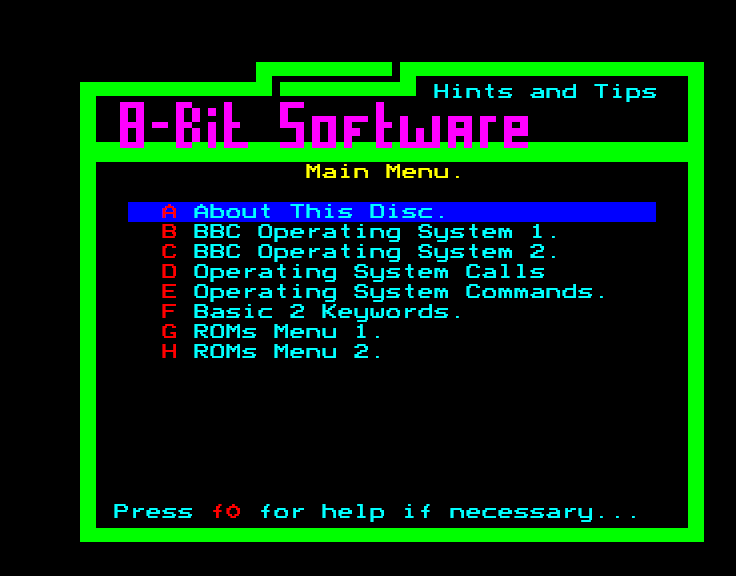 Hints and Tips
8-Bit Software
Main Menu.
A About This Disc.
B BBC Operating System 1.
C BBC Operating System 2.
D Operating System Calls
E Operating System Commands.
F Basic 2 Keywords.
G ROMs Menu 1.
H ROMs Menu 2.
Press f0 for help if necessary...